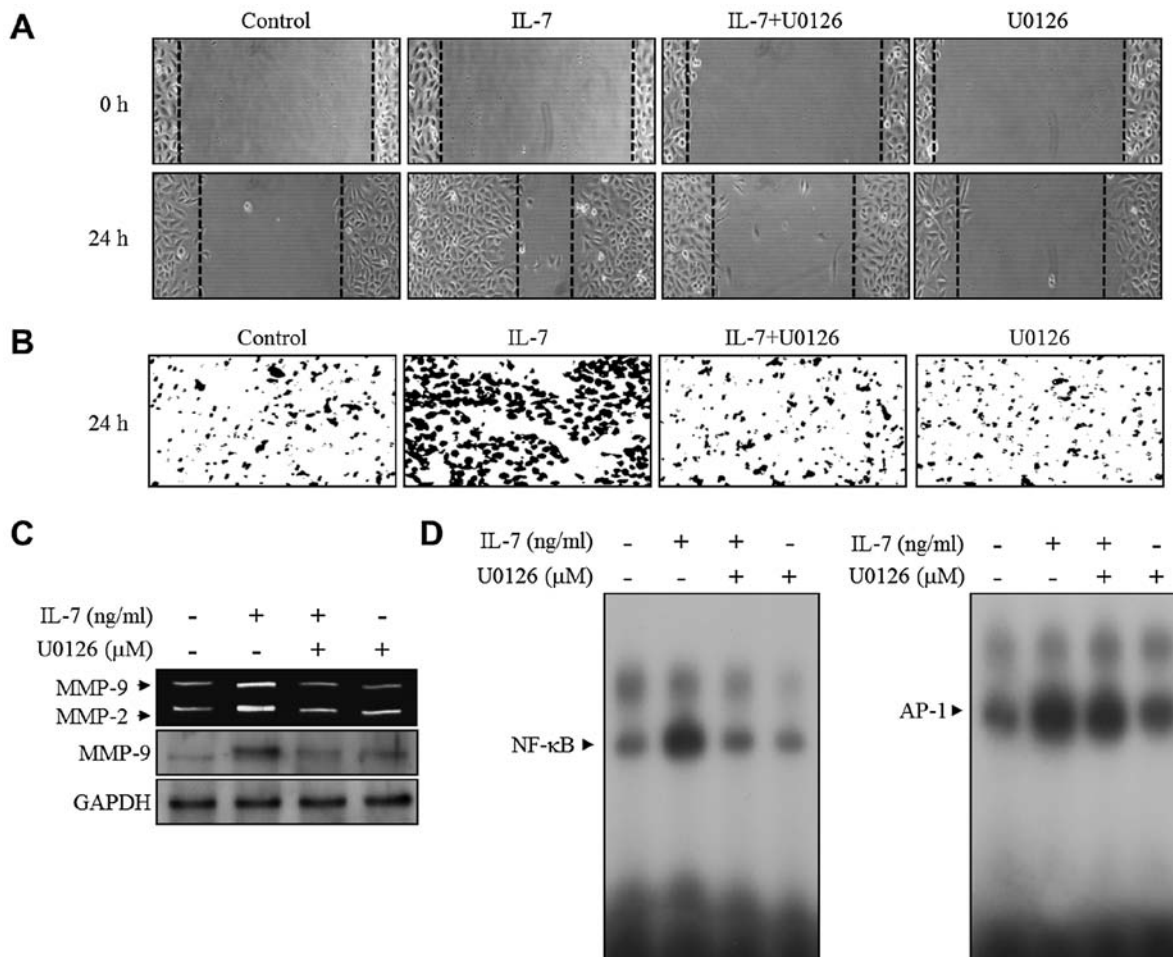 A
Control IL-7 IL-7+U0126 U0126
0 h
24 h
B
Control IL-7 IL-7+U0126 U0126
24 h
C
IL-7 (ng/ml) - + + -
U0126 (μM) - - + +
MMP-9
MMP-2
MMP-9
GAPDH
D
IL-7 (ng/ml) - + + -
U0126 (μM) - - + +
NF-κB
IL-7 (ng/ml) - + + -
U0126 (μM) - - + +
AP-1